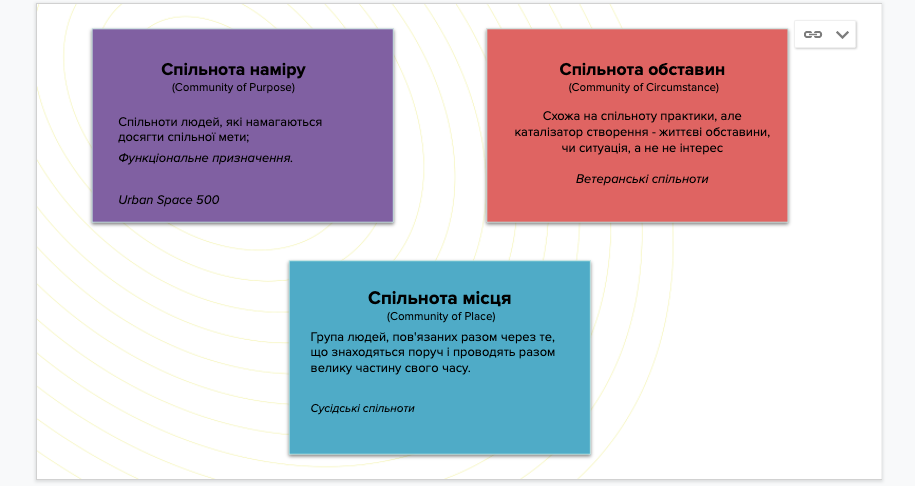 Спільнота наміру
(Community of Purpose)
Спільноти людей, які намагаються
досягти спільної мети;
Функціональне призначення.
Urban Space 500
Спільнота обставин
(Community of Circumstance)
Схожа на спільноту практики, але
каталізатор створення - життєві обставини,
чи ситуація, а не не інтерес
Ветеранські спільноти
Спільнота місця
(Community of Place)
Група людей, пов'язаних разом через те,
що знаходяться поруч і проводять разом
велику частину свого часу.
Сусідські спільноти